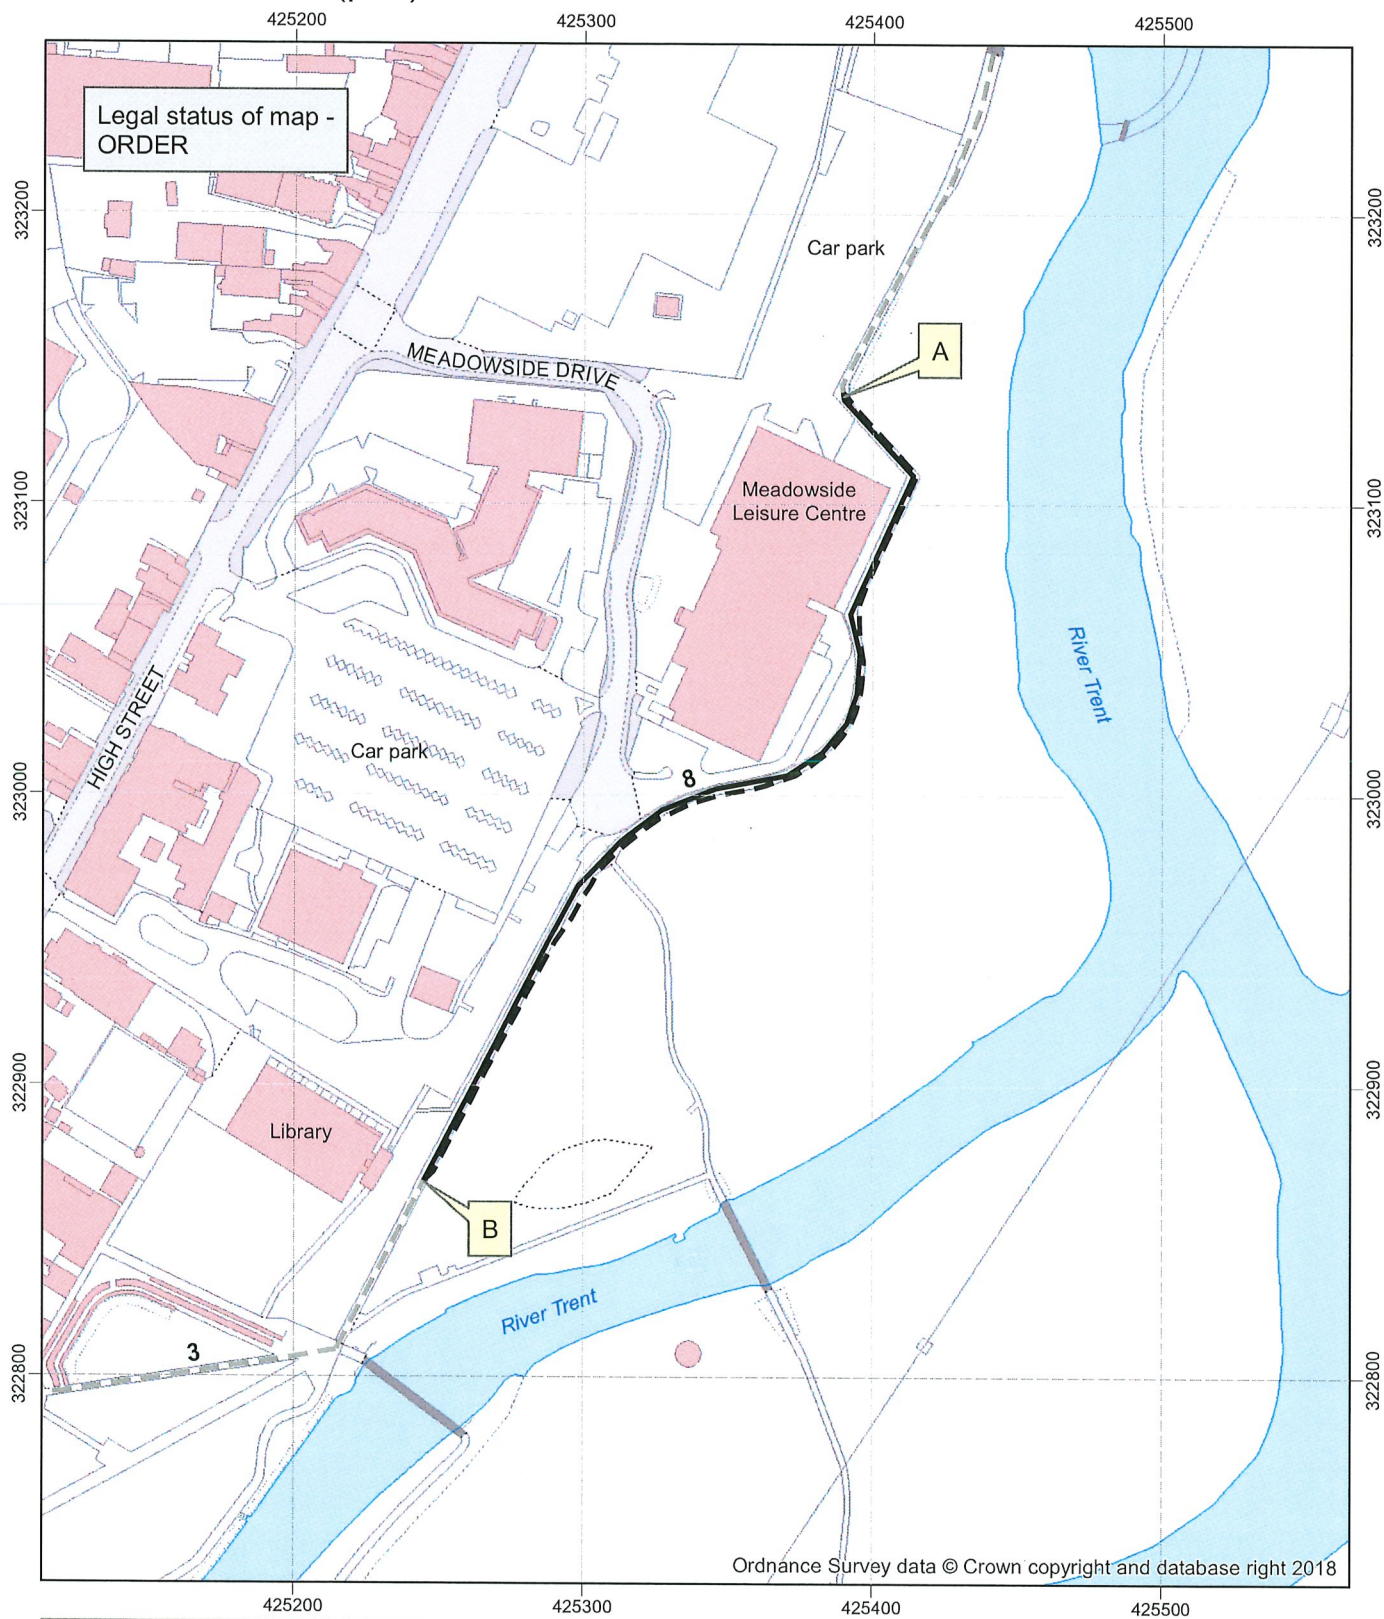 425200
425300
425400
425500
Legal status of map -
ORDER
323200
323200
Car park
A
MEADOWSIDE DRIVE
323100
323100
Meadowside
Leisure Centre
River Trent
HIGH STREET
Car park
8
323000
323000
322900
322900
Library
B
River Trent
3
322800
322800
Ordnance Survey data © Crown copyright and database right 2018
425200
425300
425400
425500